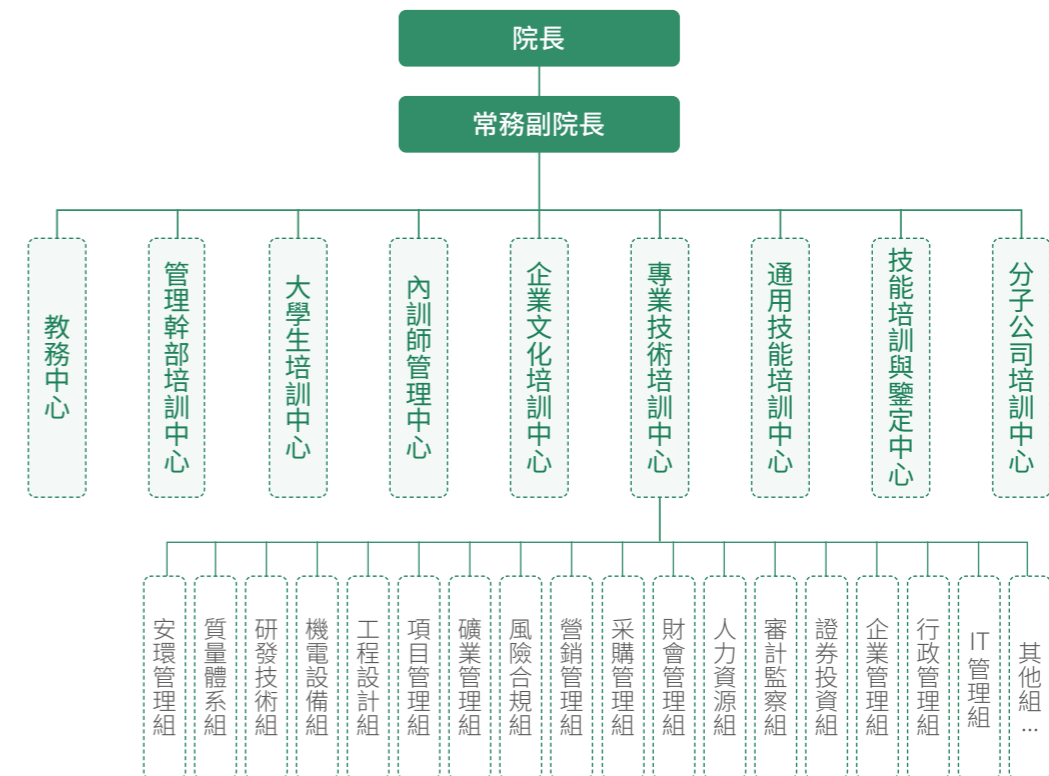 院長
常務副院長
教務中心
管理幹部培訓中心
大學生培訓中心
內訓師管理中心
企業文化培訓中心
專業技術培訓中心
通用技能培訓中心
技能培訓與鑒定中心
分子公司培訓中心
安環管理組
質量體系組
研發技術組
機電設備組
工程設計組
項目管理組
礦業管理組
風險合規組
營銷管理組
采購管理組
財會管理組
人力資源組
審計監察組
證券投資組
企業管理組
行政管理組
IT管理組
其他組...